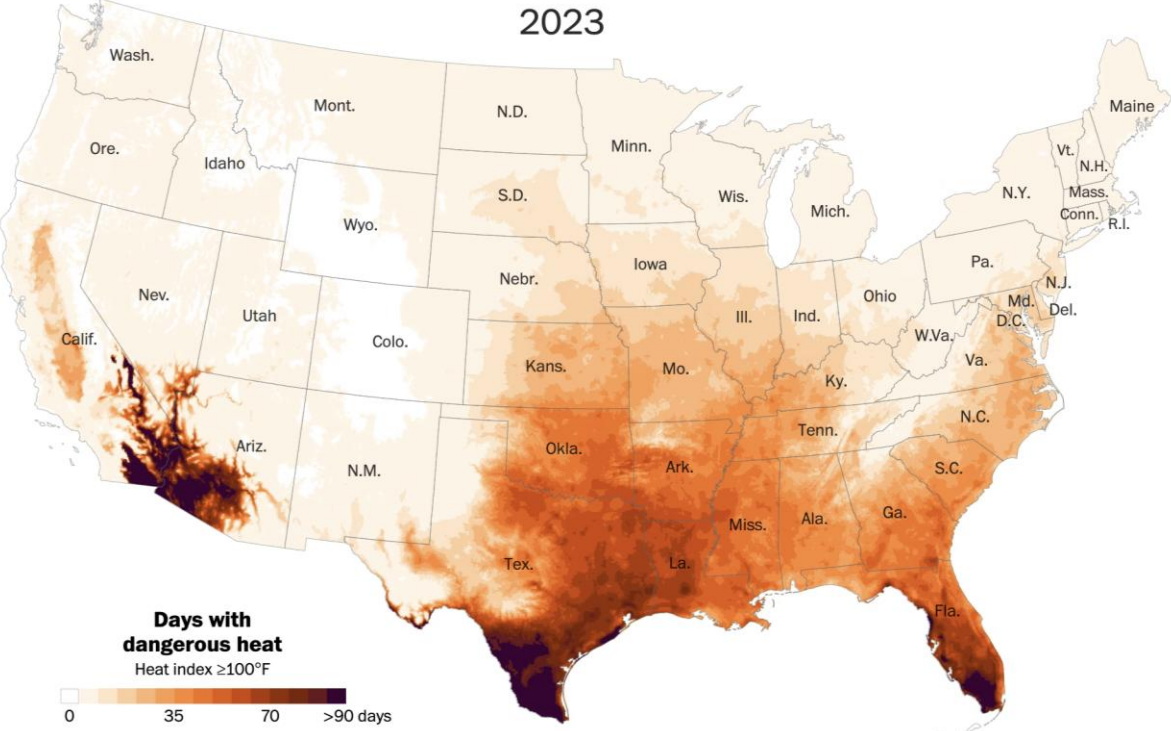 2023
Wash.
Mont.
N.D.
Minn.
Maine
Ore.
Idaho
Vt.
N.H.
S.D.
Wis.
Mich.
N.Y.
Mass.
Conn.
R.I.
Wyo.
Nebr.
Iowa
Pa.
N.J.
Nev.
Utah
Colo.
Ill.
Ind.
Ohio
Md.
Del.
D.C.
Calif.
Kans.
Mo.
W.Va.
Va.
Ky.
Ariz.
N.M.
Okla.
Ark.
Tenn.
N.C.
S.C.
Tex.
La.
Miss.
Ala.
Ga.
Fla.
Days with
dangerous heat
Heat index ≥100°F
0 35 70 >90 days